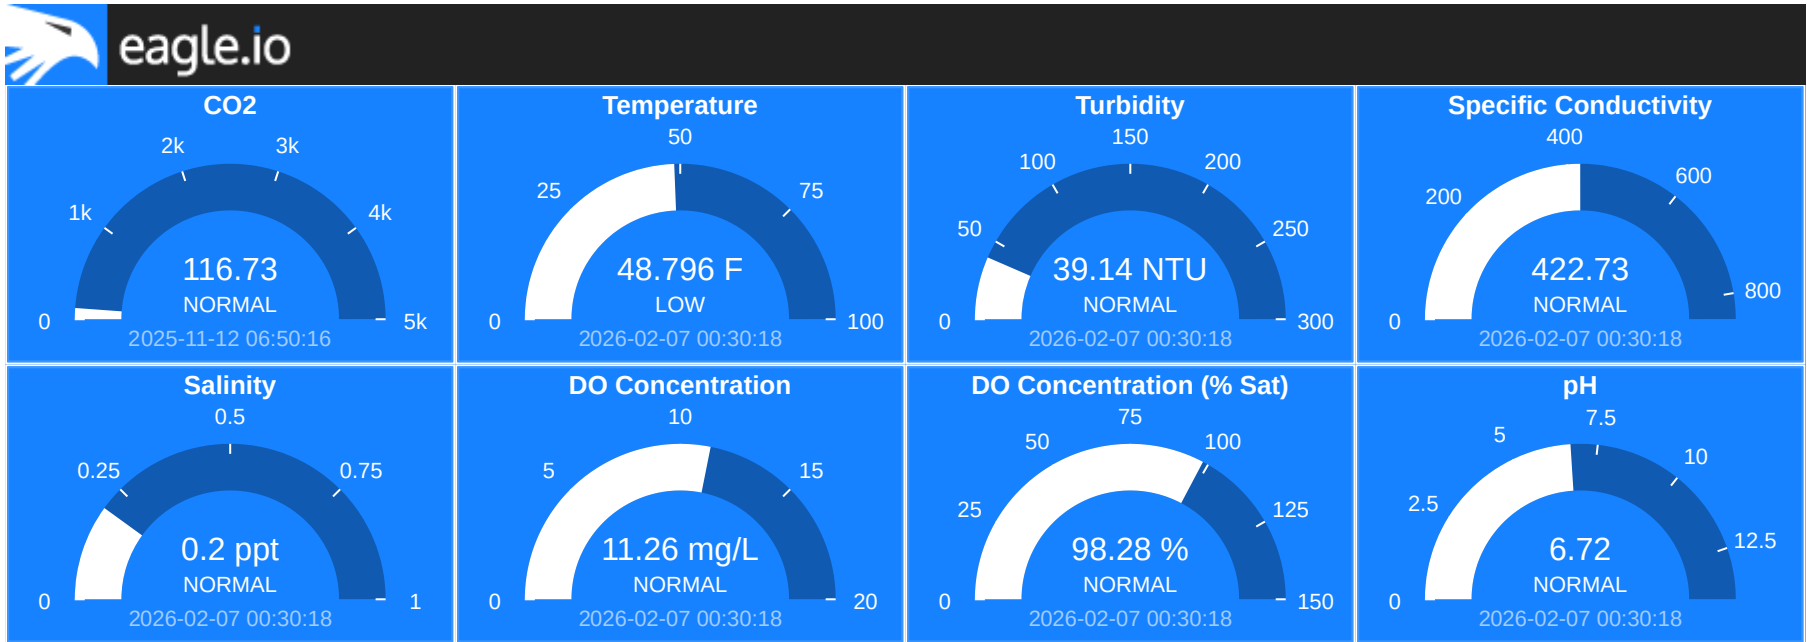 eagle.io
CO2
0
1k
2k
3k
4k
5k
116.73
NORMAL
2025-11-12 06:50:16
Temperature
0
25
50
75
100
48.796 F
LOW
2026-02-07 00:30:18
Turbidity
0
50
100
150
200
250
300
39.14 NTU
NORMAL
2026-02-07 00:30:18
Specific Conductivity
0
200
400
600
800
422.73
NORMAL
2026-02-07 00:30:18
Salinity
0
0.25
0.5
0.75
1
0.2 ppt
NORMAL
2026-02-07 00:30:18
DO Concentration
0
5
10
15
20
11.26 mg/L
NORMAL
2026-02-07 00:30:18
DO Concentration (% Sat)
0
25
50
75
100
125
150
98.28 %
NORMAL
2026-02-07 00:30:18
pH
0
2.5
5
7.5
10
12.5
6.72
NORMAL
2026-02-07 00:30:18